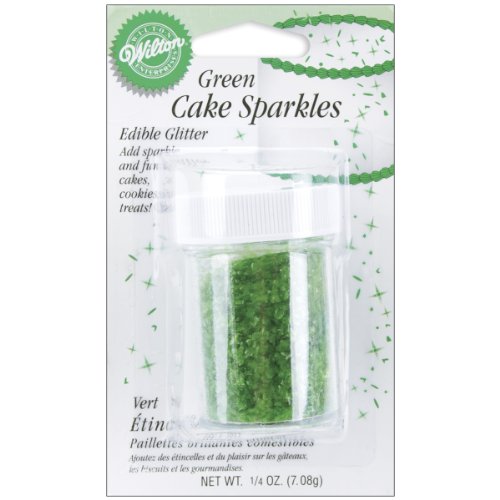 WILTON
Wilton
ENTERPRISES
Green
Cake Sparkles
Edible Glitter
Add sparkle
and fun
cakes,
cookies
treats!
Vert
Étinc
Paillettes brillantes comestibles
Ajoutez des étincelles et du plaisir sur les gâteaux,
les biscuits et les gourmandises.
NET WT. 1/4 OZ. (7.08g)